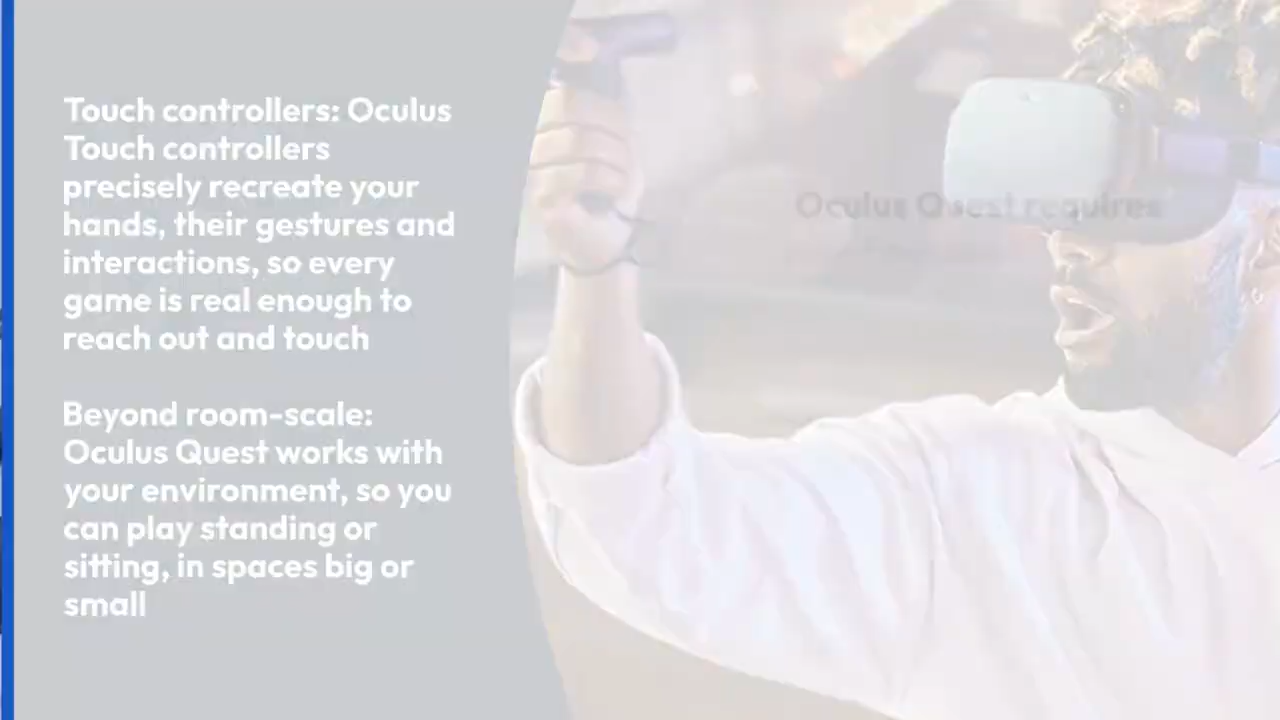 Touch controllers: Oculus
Touch controllers
precisely recreate your
hands, their gestures and
interactions, so every
game is real enough to
reach out and touch
Beyond room-scale:
Oculus Quest works with
your environment, so you
can play standing or
sitting, in spaces big or
small
Oculus Quest requires